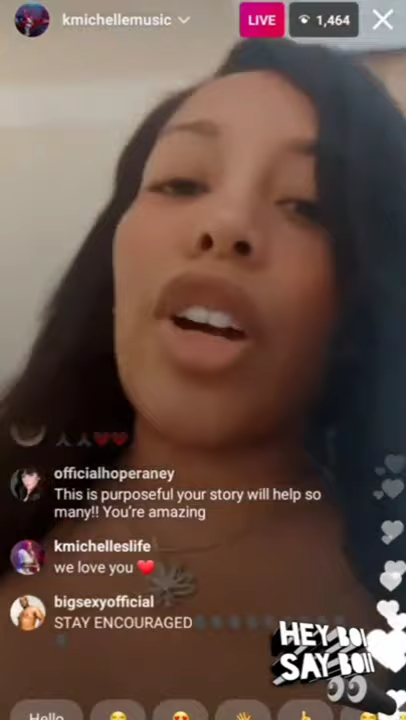 kmichellemusic
LIVE
1,464
officialhoperaney
This is purposeful your story will help so
many!! You're amazing
kmichelleslife
we love you
bigsexyofficial
STAY ENCOURAGED
HEY BOI
SAY BOII
Hello